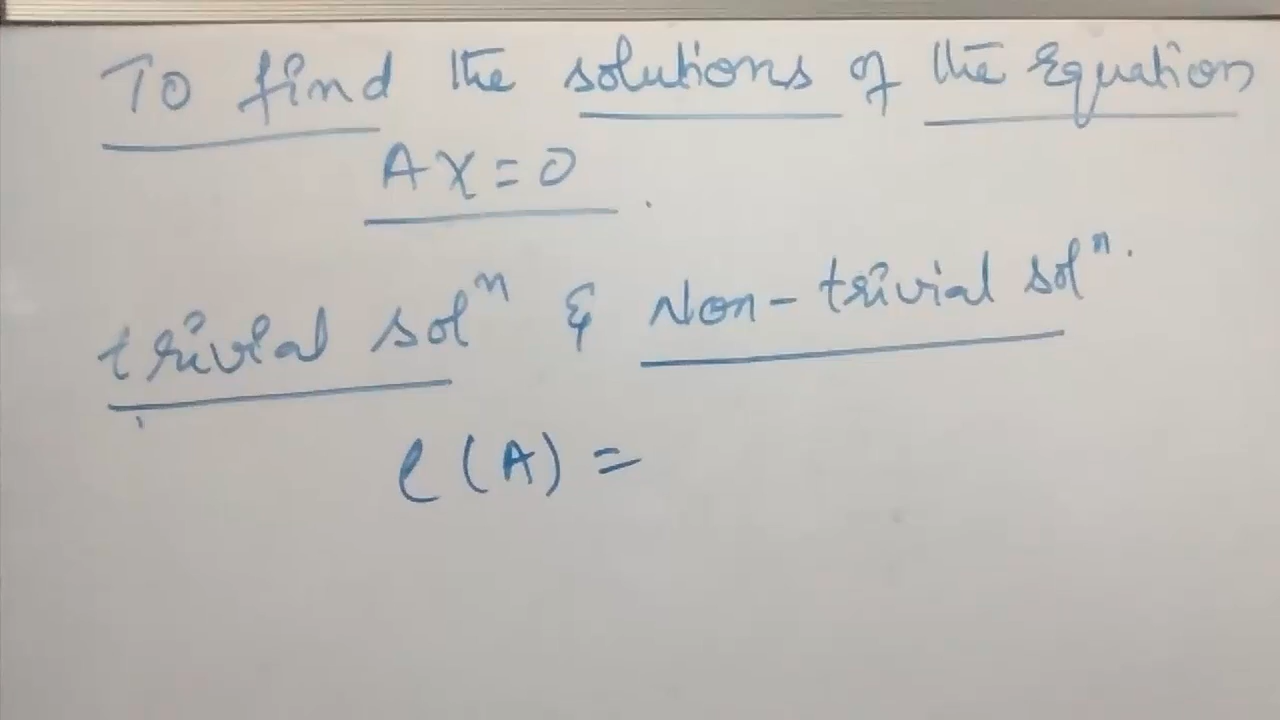 To find the solutions of the Equation
AX = 0
trivial solⁿ & Non-trivial solⁿ.
ρ(A) =